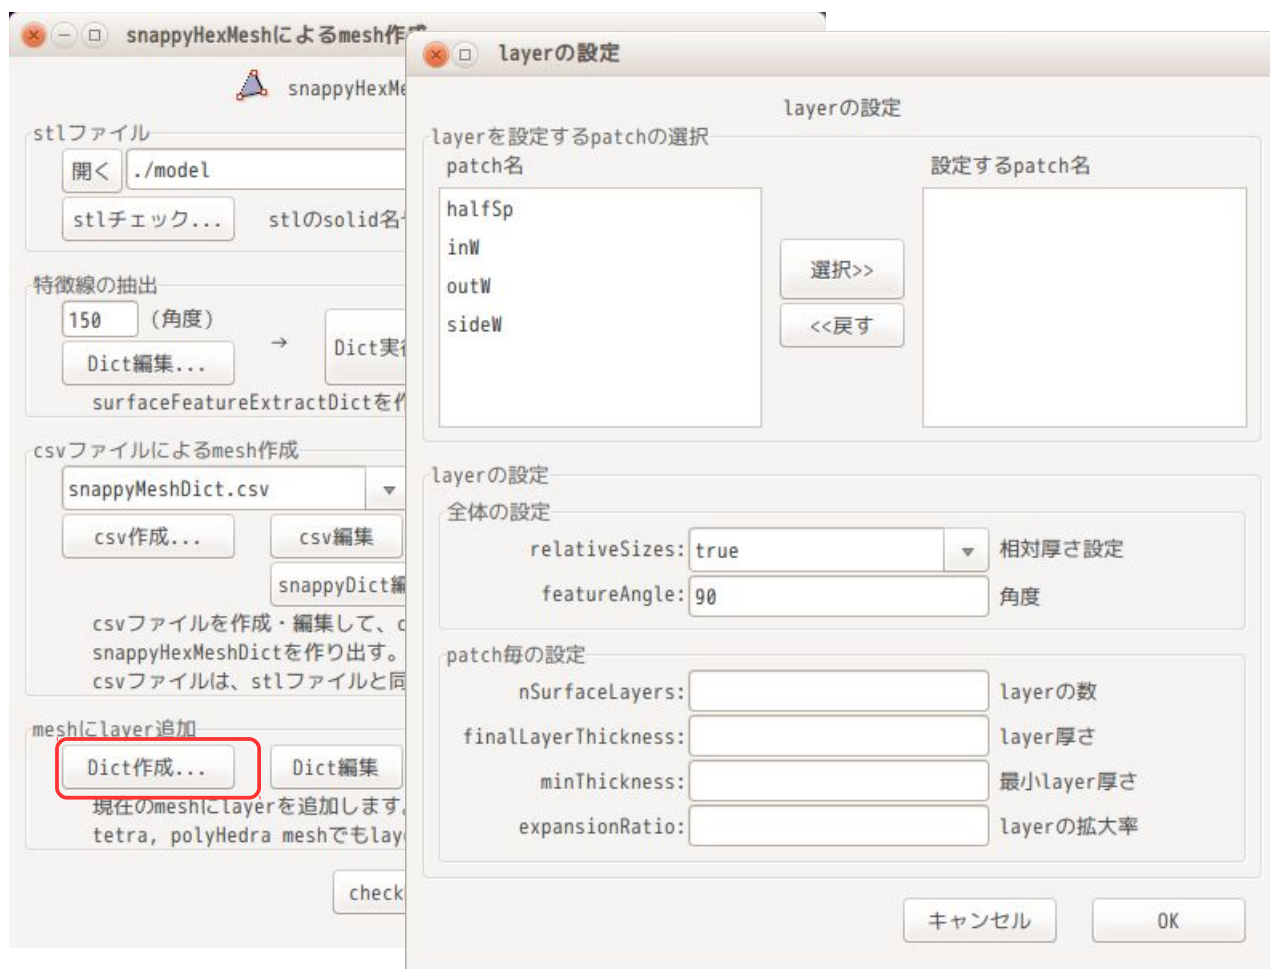 snappyHexMeshによるmesh作成
snappyHexMe
stlファイル
開く
./model
stlチェック...
stlのsolid名や
特徴線の抽出
150
(角度)
→
Dict編集...
Dict実行
surfaceFeatureExtractDictを作
csvファイルによるmesh作成
snappyMeshDict.csv
csv作成...
csv編集
snappyDict編
csvファイルを作成・編集して、c
snappyHexMeshDictを作り出す。
csvファイルは、stlファイルと同
meshにlayer追加
Dict作成...
Dict編集
現在のmeshにlayerを追加します。
tetra, polyHedra meshでもlaye
check
layerの設定
layerの設定
layerを設定するpatchの選択
patch名
設定するpatch名
halfSp
inW
outW
sideW
選択>>
<<戻す
layerの設定
全体の設定
relativeSizes:
true
相対厚さ設定
featureAngle:
90
角度
patch毎の設定
nSurfaceLayers:
layerの数
finalLayerThickness:
layer厚さ
minThickness:
最小layer厚さ
expansionRatio:
layerの拡大率
キャンセル
OK